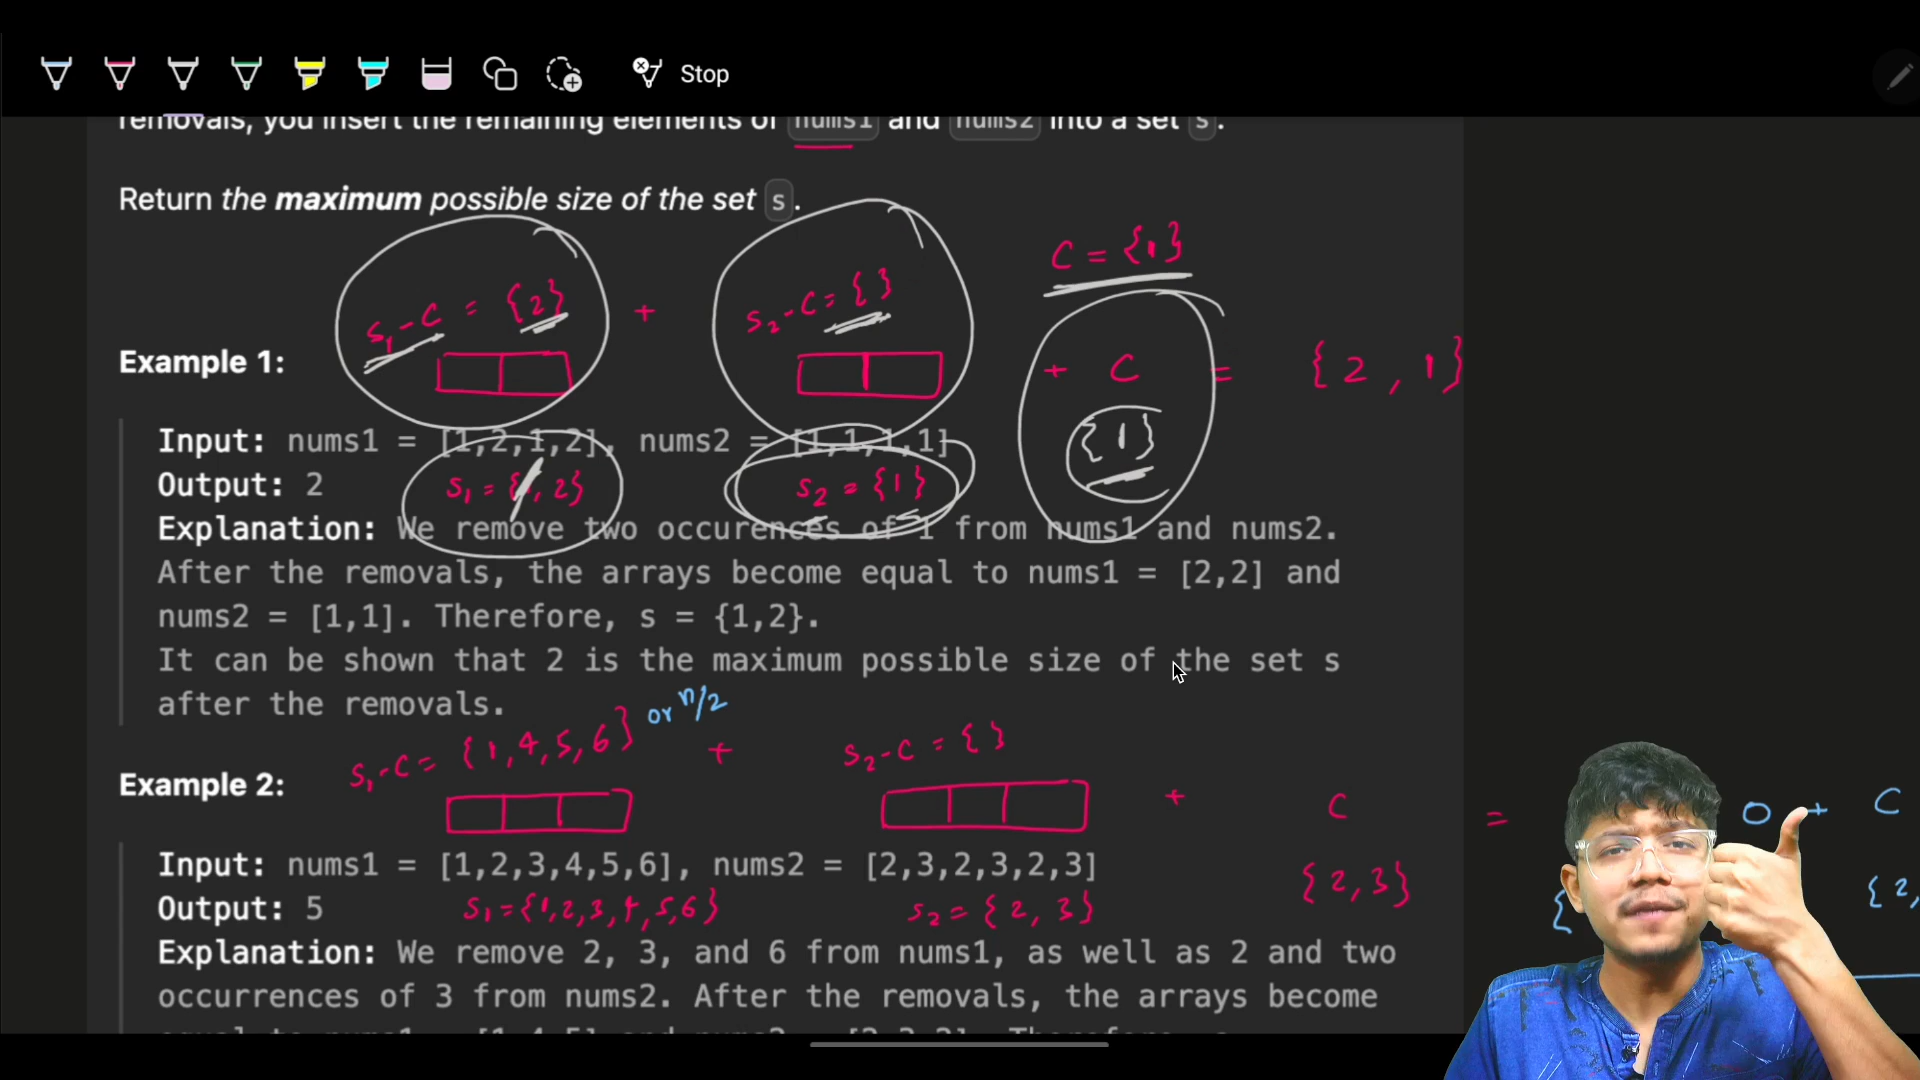 Stop
removals, you insert the remaining elements of nums1 and nums2 into a set s.
Return the maximum possible size of the set s.
C = {1}
S1-C = {2} + S2-C = { }
Example 1:
+ C = {2, 1}
{1}
Input: nums1 = [1,2,1,2], nums2 = [1,1,1,1]
Output: 2
S1 = {1, 2} S2 = {1}
Explanation: We remove two occurences of 1 from nums1 and nums2.
After the removals, the arrays become equal to nums1 = [2,2] and
nums2 = [1,1]. Therefore, s = {1,2}.
It can be shown that 2 is the maximum possible size of the set s
after the removals.
S1-C = {1,4,5,6} or n/2 + S2-C = { }
Example 2:
+ C = 0 + C
Input: nums1 = [1,2,3,4,5,6], nums2 = [2,3,2,3,2,3]
{2,3} { {2,
Output: 5
S1={1,2,3,4,5,6} S2 = {2, 3}
Explanation: We remove 2, 3, and 6 from nums1, as well as 2 and two
occurrences of 3 from nums2. After the removals, the arrays become